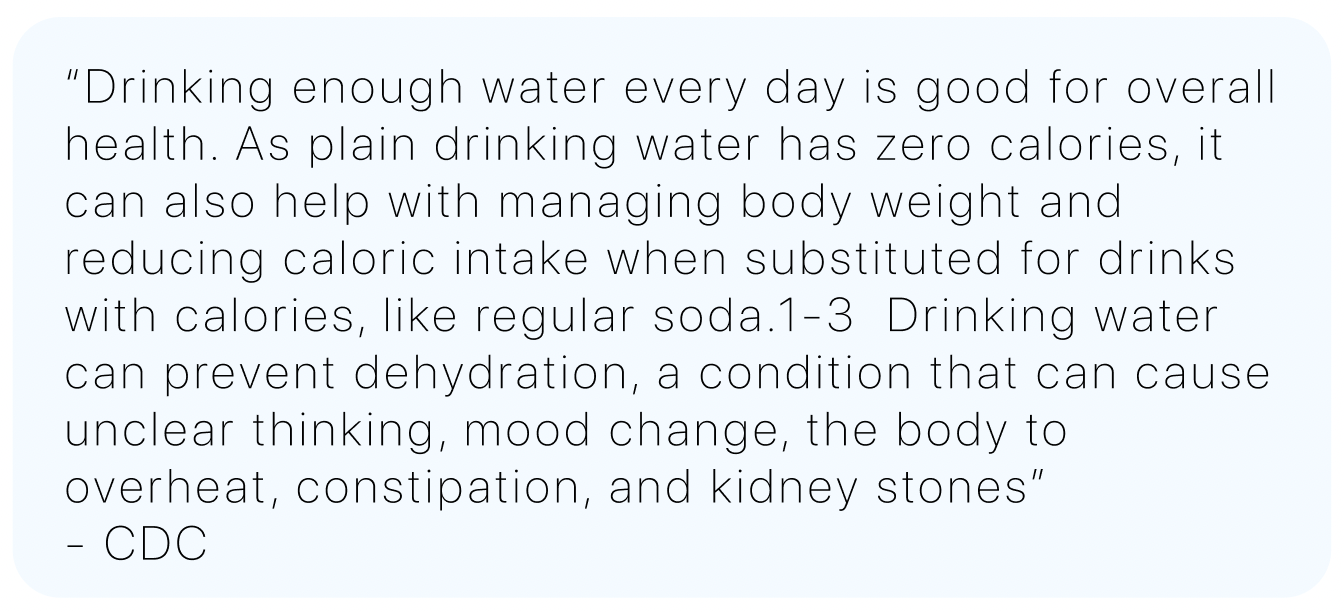 “Drinking enough water every day is good for overall
health. As plain drinking water has zero calories, it
can also help with managing body weight and
reducing caloric intake when substituted for drinks
with calories, like regular soda.1-3  Drinking water
can prevent dehydration, a condition that can cause
unclear thinking, mood change, the body to
overheat, constipation, and kidney stones”
- CDC